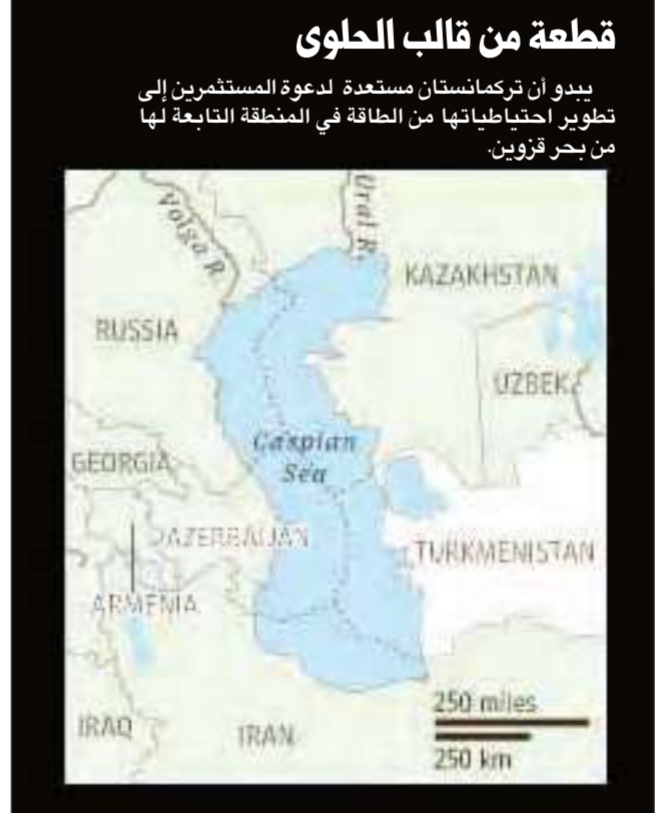 قطعة من قالب الحلوى
يبدو أن تركمانستان مستعدة لدعوة المستثمرين إلى
تطوير احتياطياتها من الطاقة في المنطقة التابعة لها
من بحر قزوين.
Volga R.
Ural R.
KAZAKHSTAN
RUSSIA
UZBEK.
Caspian
Sea
GEORGIA
AZERBAIJAN
TURKMENISTAN
ARMENIA
250 miles
IRAQ
IRAN
250 km